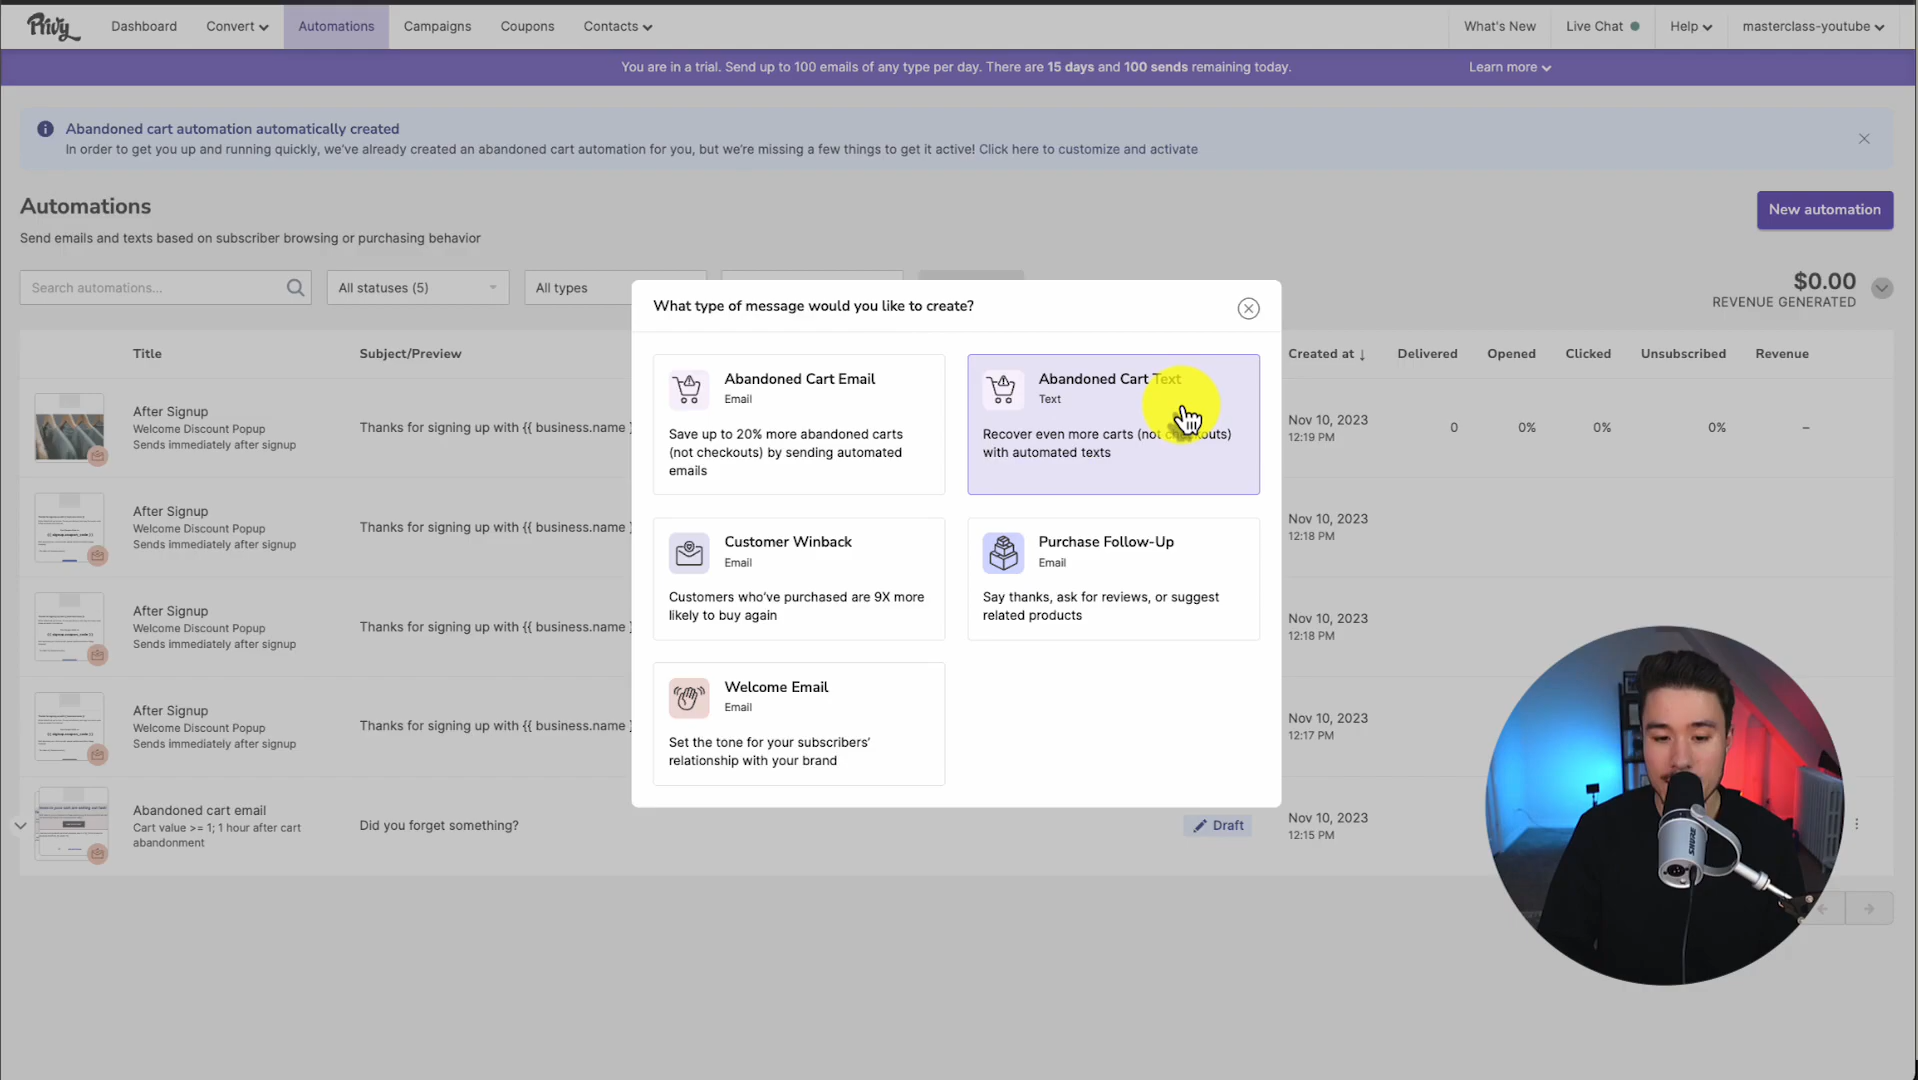 Privy
Dashboard
Convert
Automations
Campaigns
Coupons
Contacts
What's New
Live Chat
Help
masterclass-youtube
You are in a trial. Send up to 100 emails of any type per day. There are 15 days and 100 sends remaining today.
Learn more
Abandoned cart automation automatically created
In order to get you up and running quickly, we've already created an abandoned cart automation for you, but we're missing a few things to get it active! Click here to customize and activate
Automations
New automation
Send emails and texts based on subscriber browsing or purchasing behavior
Search automations...
All statuses (5)
All types
$0.00
REVENUE GENERATED
What type of message would you like to create?
Abandoned Cart Email
Email
Save up to 20% more abandoned carts
(not checkouts) by sending automated
emails
Abandoned Cart Text
Text
Recover even more carts (not checkouts)
with automated texts
Customer Winback
Email
Customers who've purchased are 9X more
likely to buy again
Purchase Follow-Up
Email
Say thanks, ask for reviews, or suggest
related products
Welcome Email
Email
Set the tone for your subscribers'
relationship with your brand
Title
Subject/Preview
Created at ↓
Delivered
Opened
Clicked
Unsubscribed
Revenue
After Signup
Welcome Discount Popup
Sends immediately after signup
Thanks for signing up with {{ business.name }
Nov 10, 2023
12:19 PM
0
0%
0%
0%
–
After Signup
Welcome Discount Popup
Sends immediately after signup
Thanks for signing up with {{ business.name }
Nov 10, 2023
12:18 PM
After Signup
Welcome Discount Popup
Sends immediately after signup
Thanks for signing up with {{ business.name }
Nov 10, 2023
12:18 PM
After Signup
Welcome Discount Popup
Sends immediately after signup
Thanks for signing up with {{ business.name }
Nov 10, 2023
12:17 PM
Abandoned cart email
Cart value >= 1; 1 hour after cart
abandonment
Did you forget something?
Draft
Nov 10, 2023
12:15 PM